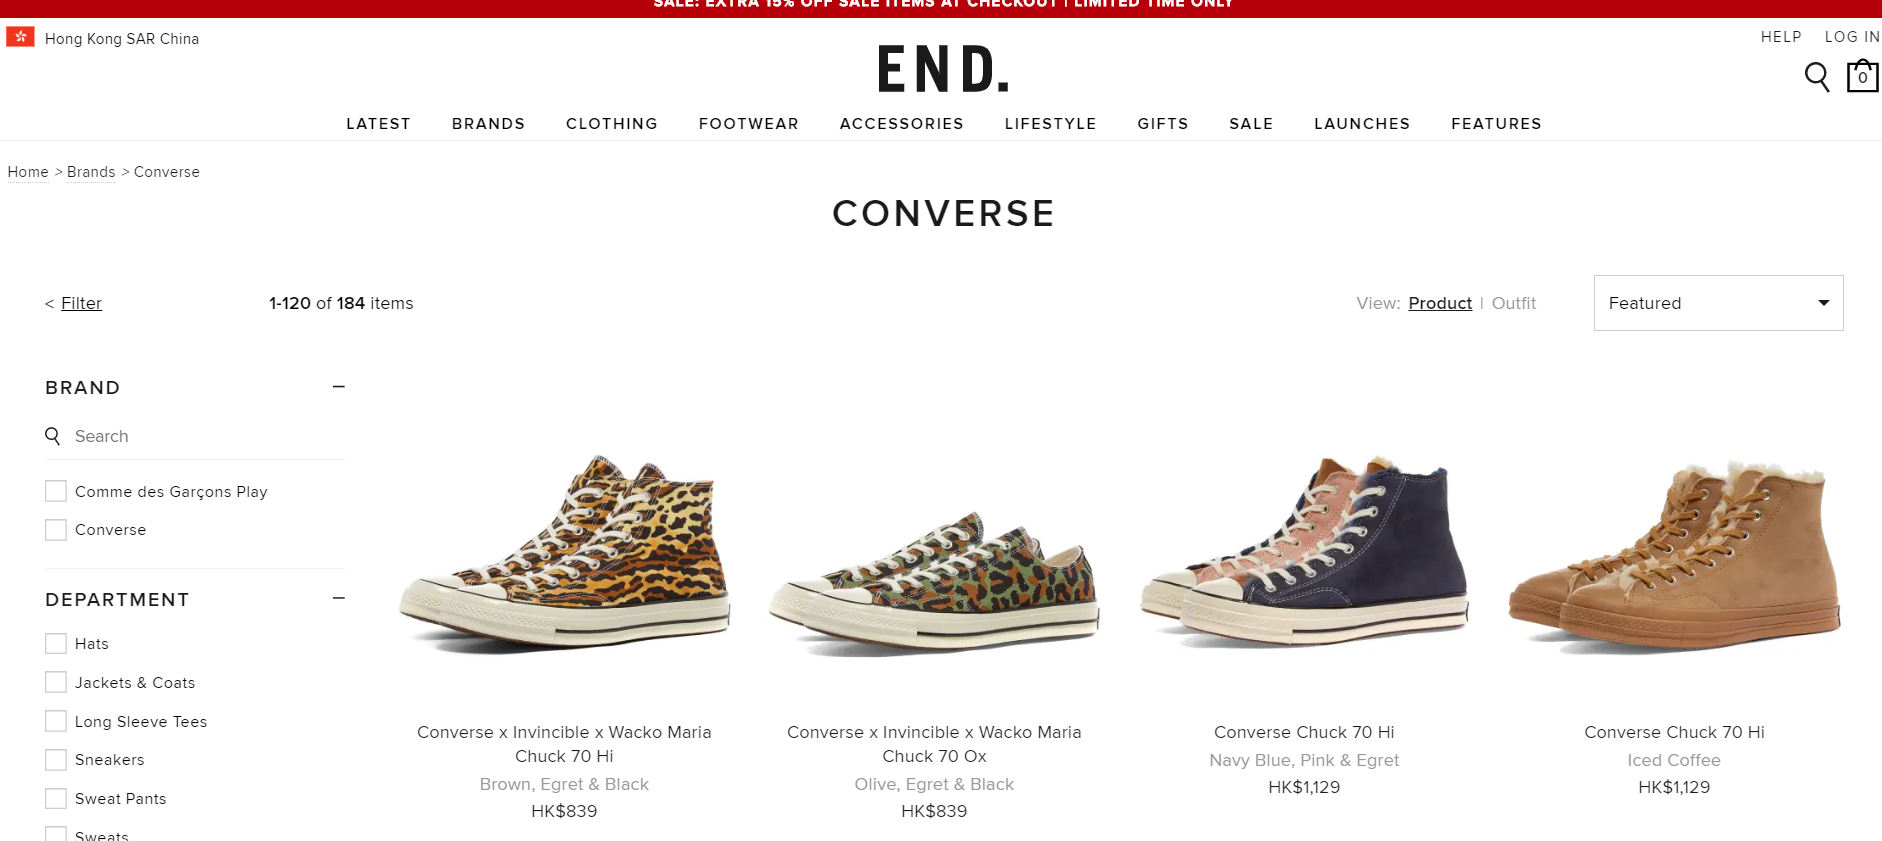 SALE: EXTRA 15% OFF SALE ITEMS AT CHECKOUT | LIMITED TIME ONLY
Hong Kong SAR China
HELP LOG IN
END.
0
LATEST BRANDS CLOTHING FOOTWEAR ACCESSORIES LIFESTYLE GIFTS SALE LAUNCHES FEATURES
Home > Brands > Converse
CONVERSE
< Filter
1-120 of 184 items
View: Product | Outfit
Featured
BRAND
Search
Comme des Garçons Play
Converse
DEPARTMENT
Hats
Jackets & Coats
Long Sleeve Tees
Sneakers
Sweat Pants
Sweats
Converse x Invincible x Wacko Maria
Chuck 70 Hi
Brown, Egret & Black
HK$839
Converse x Invincible x Wacko Maria
Chuck 70 Ox
Olive, Egret & Black
HK$839
Converse Chuck 70 Hi
Navy Blue, Pink & Egret
HK$1,129
Converse Chuck 70 Hi
Iced Coffee
HK$1,129